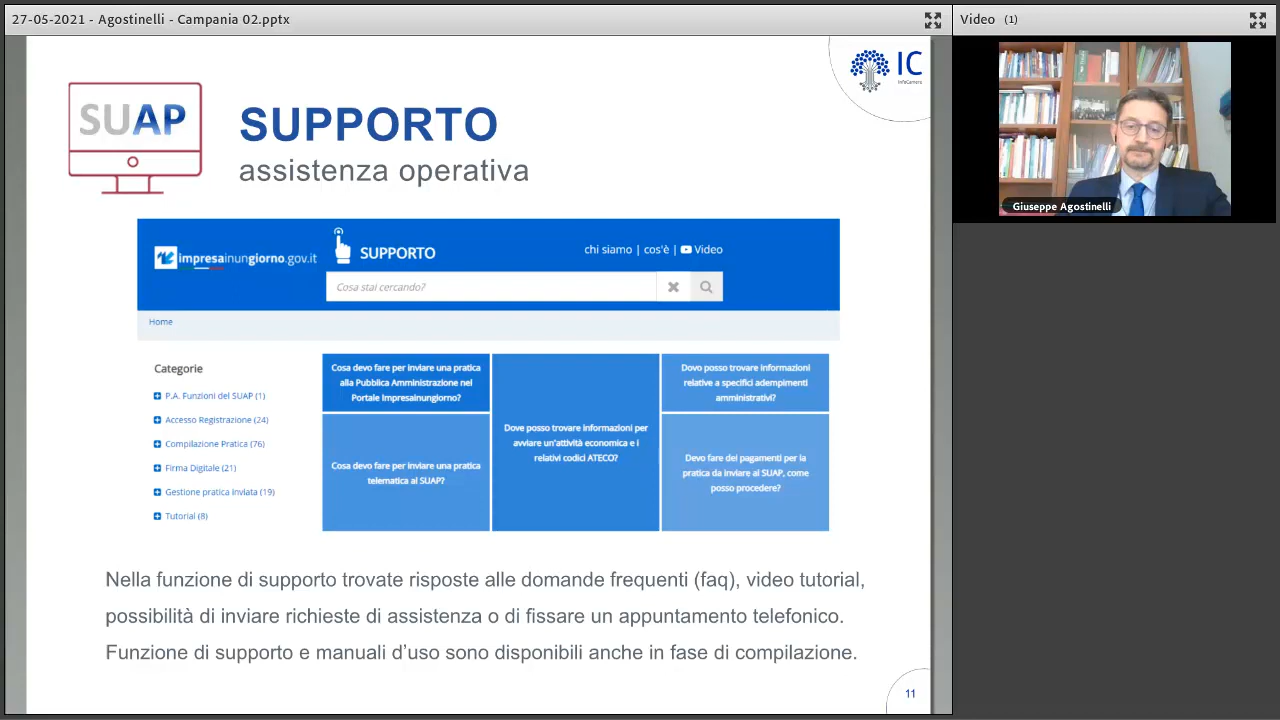 27-05-2021 - Agostinelli - Campania 02.pptx
Video (1)
IC
InfoCamere
SUAP
SUPPORTO
assistenza operativa
Giuseppe Agostinelli
impresainungiorno.gov.it
SUPPORTO
chi siamo | cos'è | Video
Cosa stai cercando?
Home
Categorie
P.A. Funzioni del SUAP (1)
Accesso Registrazione (24)
Compilazione Pratica (76)
Firma Digitale (21)
Gestione pratica inviata (19)
Tutorial (8)
Cosa devo fare per inviare una pratica
alla Pubblica Amministrazione nel
Portale Impresainungiorno?
Cosa devo fare per inviare una pratica
telematica al SUAP?
Dove posso trovare informazioni per
avviare un'attività economica e i
relativi codici ATECO?
Dovo posso trovare informazioni
relative a specifici adempimenti
amministrativi?
Devo fare dei pagamenti per la
pratica da inviare al SUAP, come
posso procedere?
Nella funzione di supporto trovate risposte alle domande frequenti (faq), video tutorial,
possibilità di inviare richieste di assistenza o di fissare un appuntamento telefonico.
Funzione di supporto e manuali d’uso sono disponibili anche in fase di compilazione.
11